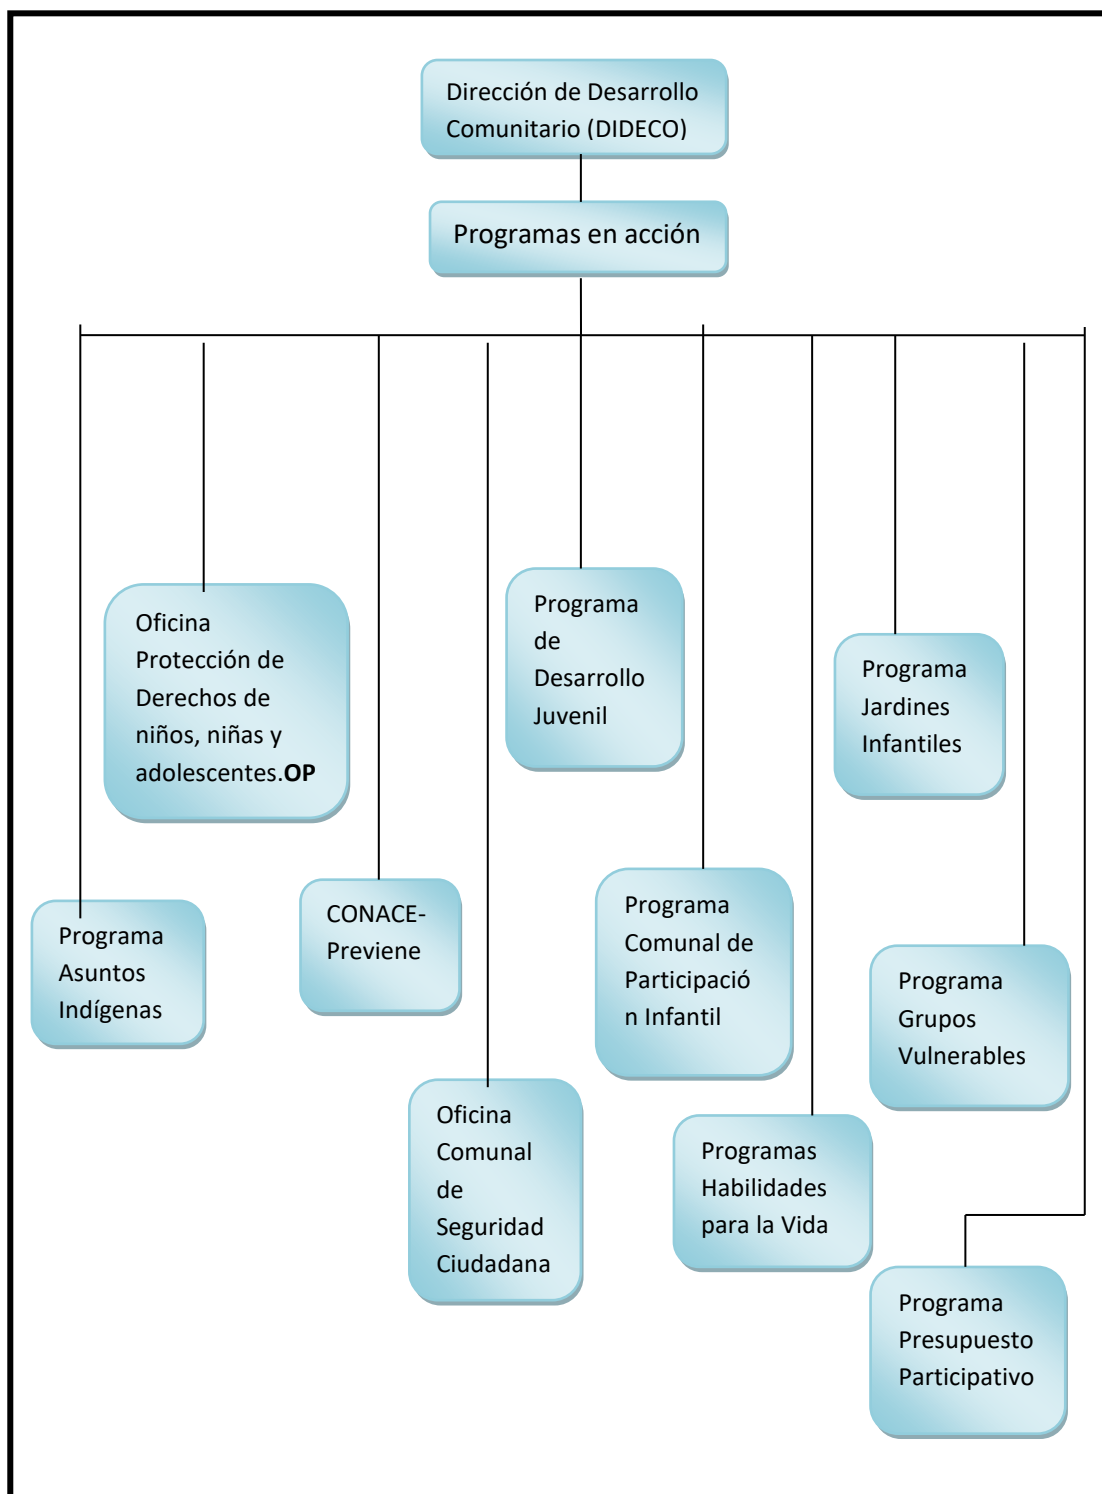 Dirección de Desarrollo
Comunitario (DIDECO)
Programas en acción
Oficina
Protección de
Derechos de
niños, niñas y
adolescentes.OP
Programa
de
Desarrollo
Juvenil
Programa
Jardines
Infantiles
Programa
Asuntos
Indígenas
CONACE-
Previene
Programa
Comunal de
Participació
n Infantil
Programa
Grupos
Vulnerables
Oficina
Comunal
de
Seguridad
Ciudadana
Programas
Habilidades
para la Vida
Programa
Presupuesto
Participativo